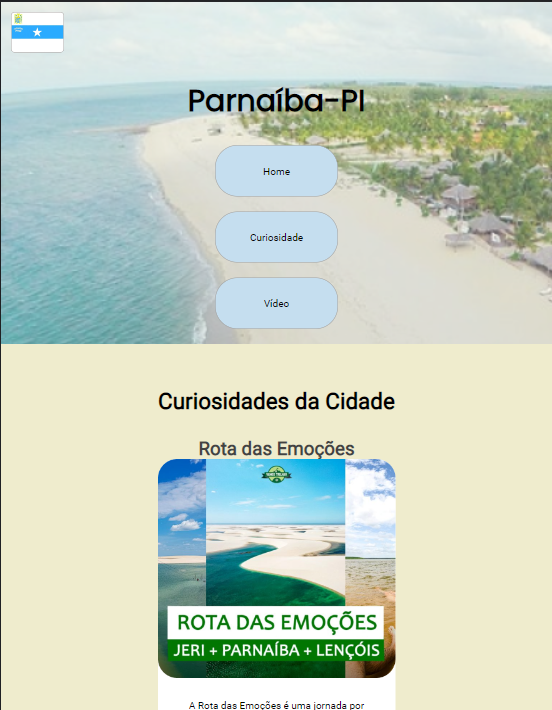 Parnaíba-PI
Home
Curiosidade
Vídeo
Curiosidades da Cidade
Rota das Emoções
ROTA DAS EMOÇÕES
JERI + PARNAÍBA + LENÇÓIS
A Rota das Emoções é uma jornada por